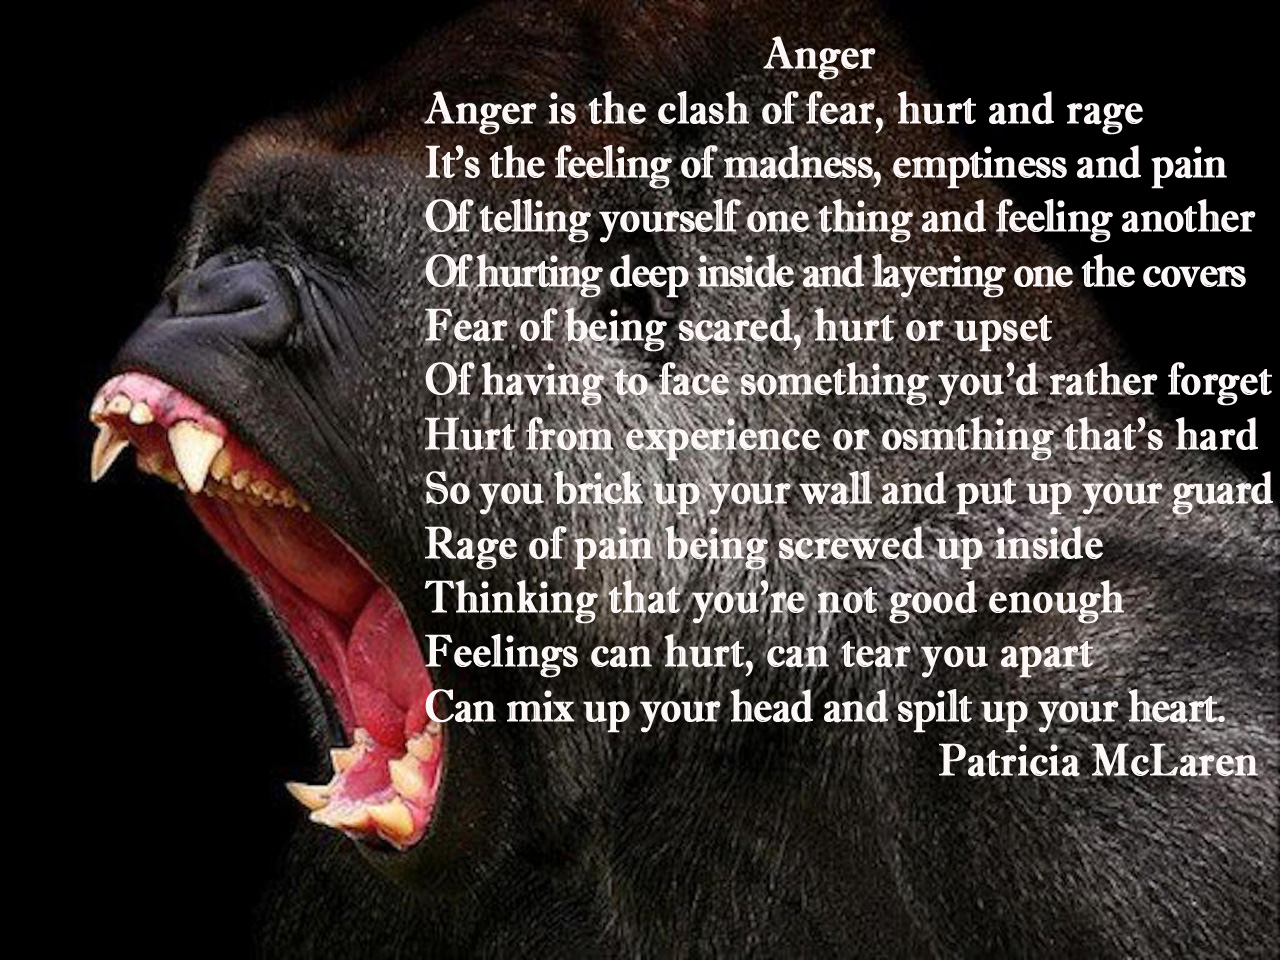 Anger
Anger is the clash of fear, hurt and rage
It's the feeling of madness, emptiness and pain
Of telling yourself one thing and feeling another
Of hurting deep inside and layering one the covers
Fear of being scared, hurt or upset
Of having to face something you'd rather forget
Hurt from experience or osmthing that's hard
So you brick up your wall and put up your guard
Rage of pain being screwed up inside
Thinking that you're not good enough
Feelings can hurt, can tear you apart
Can mix up your head and spilt up your heart.
Patricia McLaren